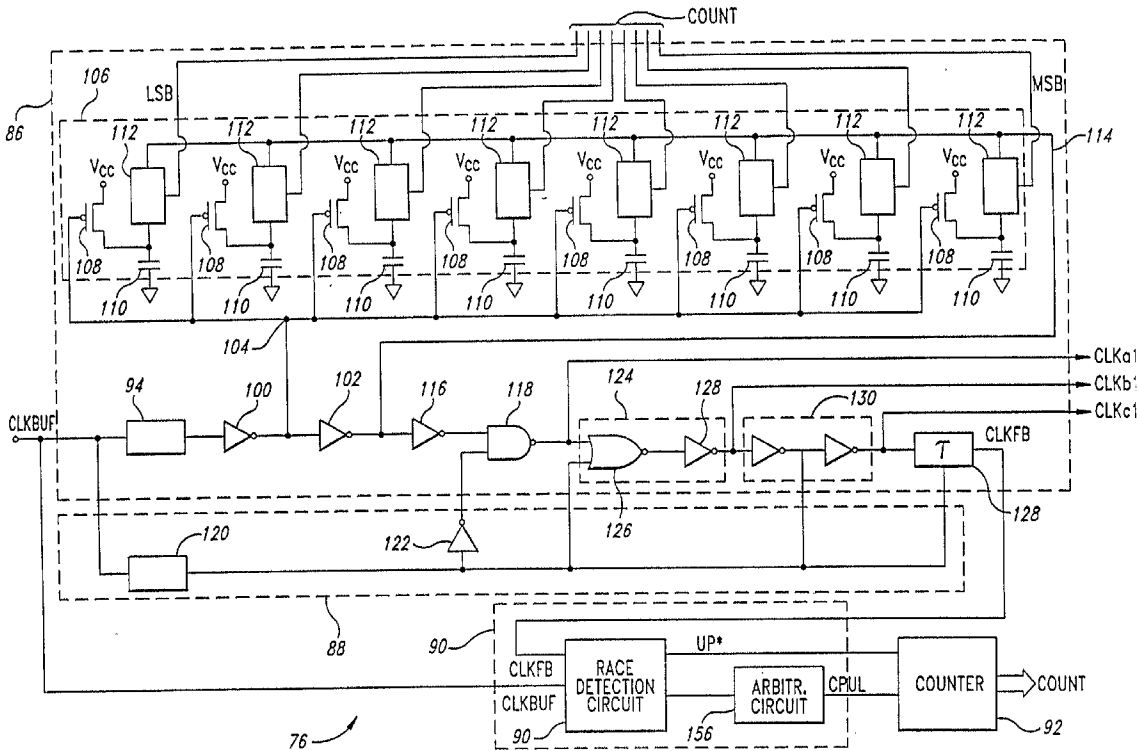 COUNT
86
106
LSB
MSB
112 112 112 112 112 112 112 112
114
VCC VCC VCC VCC VCC VCC VCC VCC
108 108 108 108 108 108 108 108
110 110 110 110 110 110 110 110
104
CLKa1
CLKBUF
94
100
102
116
118
124
128
CLKb1
130
CLKc1
CLKFB
τ
126
128
120
122
88
90
CLKFB
CLKBUF
RACE
DETECTION
CIRCUIT
UP*
ARBITR.
CIRCUIT
CPUL
COUNTER
COUNT
76
90
156
92